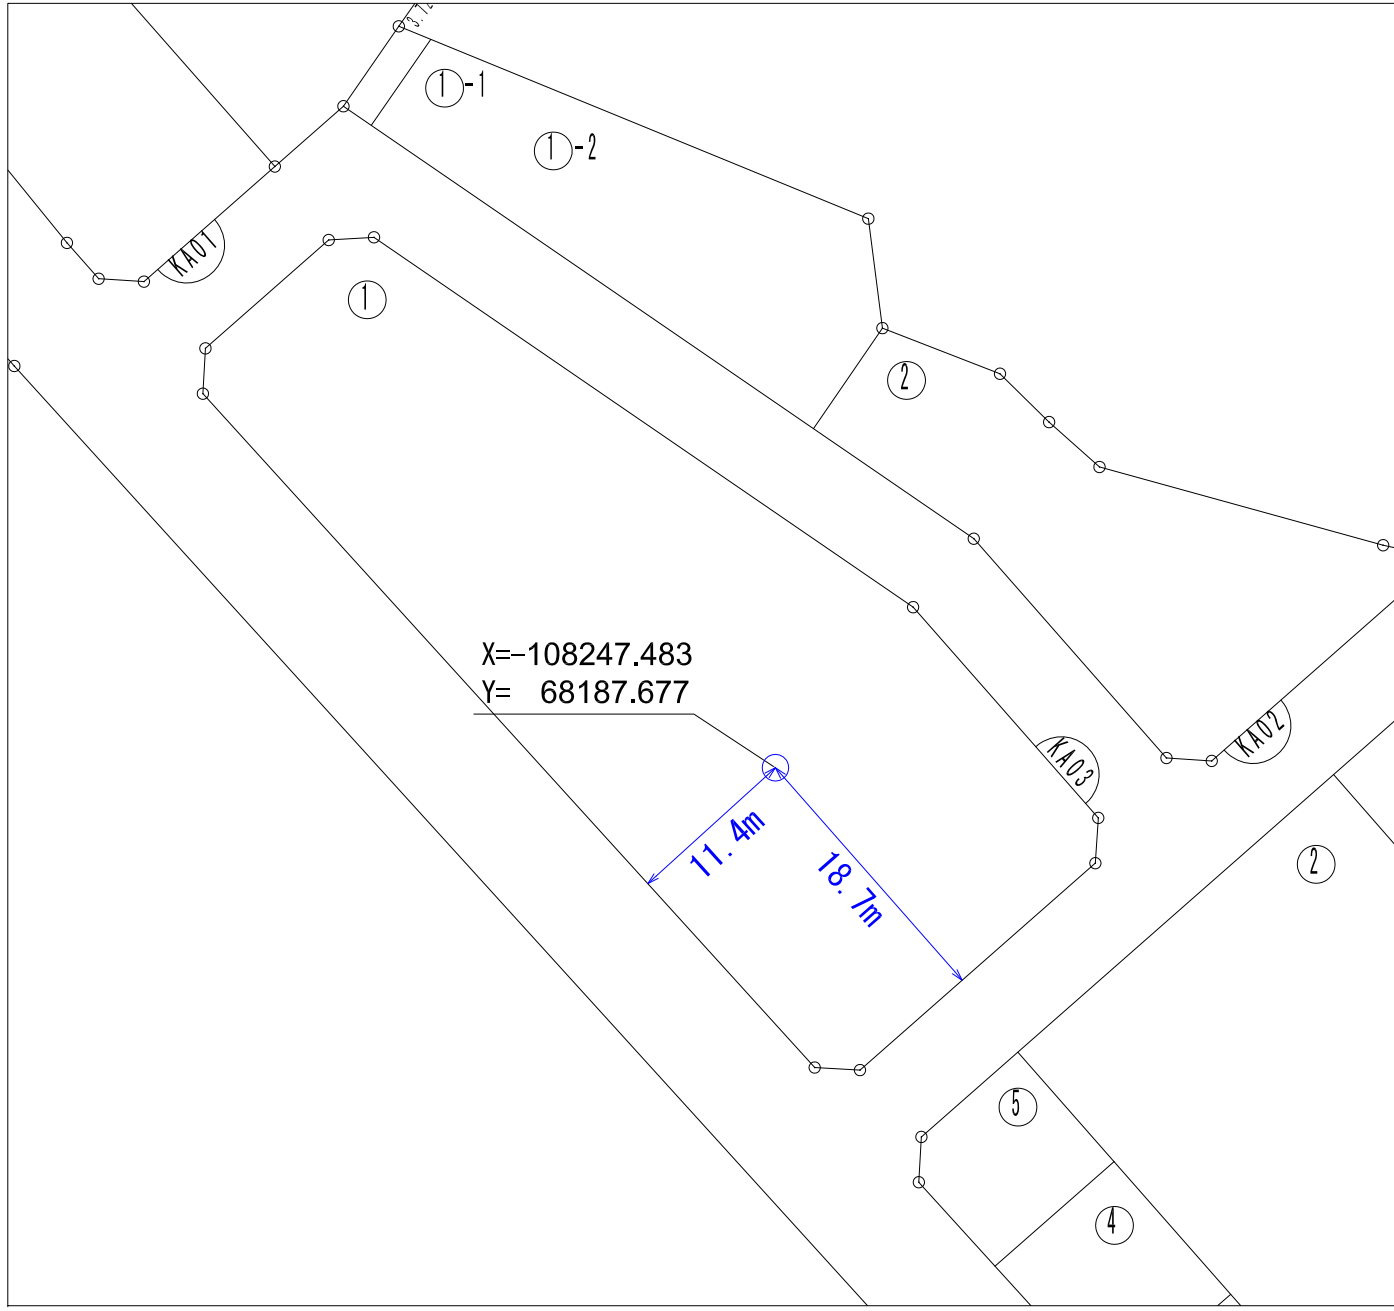 ①-1
①-2
KA01
①
②
X=-108247.483
Y= 68187.677
KA02
KA03
11.4m
18.7m
②
⑤
④